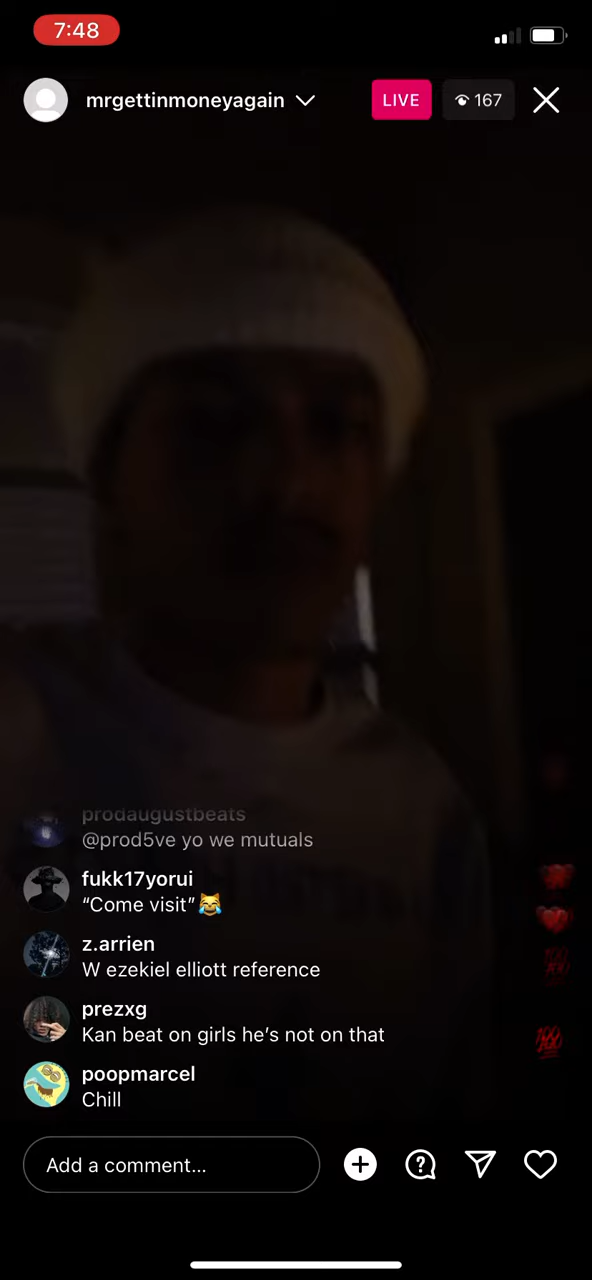 7:48
mrgettinmoneyagain
LIVE
167
prodaugustbeats
@prod5ve yo we mutuals
fukk17yorui
“Come visit”😹
z.arrien
W ezekiel elliott reference
prezxg
Kan beat on girls he’s not on that
poopmarcel
Chill
Add a comment...